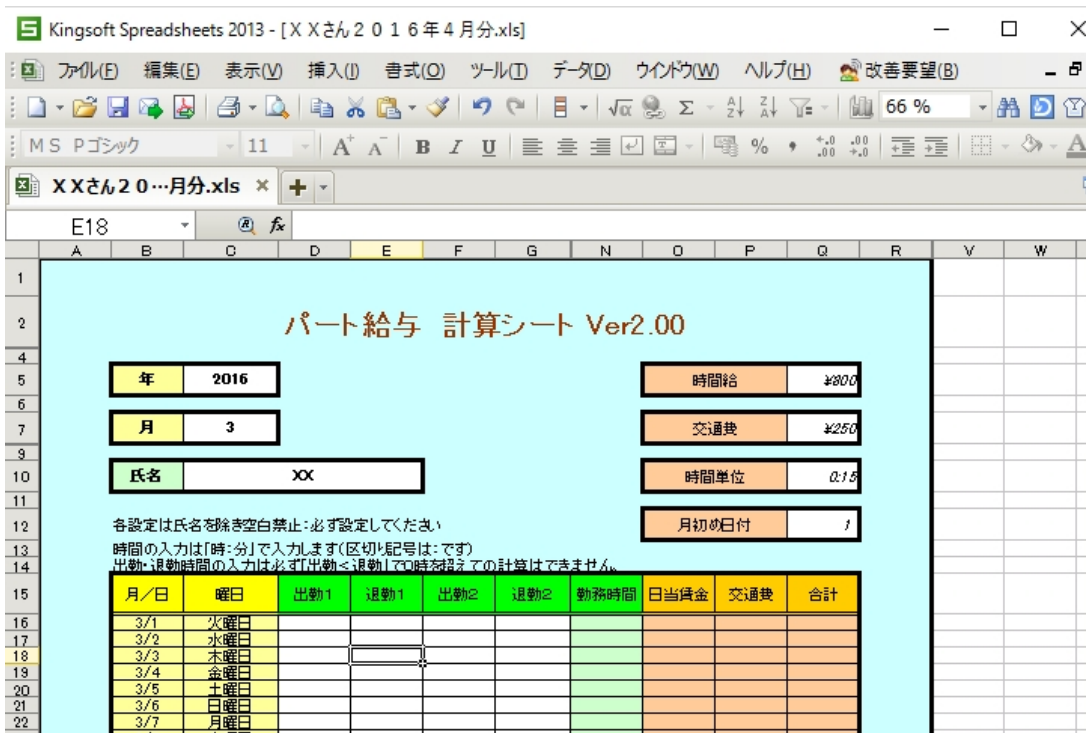 Kingsoft Spreadsheets 2013 - [ＸＸさん２０１６年４月分.xls]
ファイル(F) 編集(E) 表示(V) 挿入(I) 書式(O) ツール(T) データ(D) ウインドウ(W) ヘルプ(H) 改善要望(B)
66 %
ＭＳ Ｐゴシック 11
ＸＸさん２０…月分.xls
E18 fx
A B C D E F G N O P Q R V W
1
2 パート給与 計算シート Ver2.00
4
5 年 2016 時間給 ¥800
6
7 月 3 交通費 ¥250
9
10 氏名 XX 時間単位 0:15
11
12 各設定は氏名を除き空白禁止：必ず設定してください 月初め日付 1
13 時間の入力は「時：分」で入力します(区切り記号は：です)
14 出勤・退勤時間の入力は必ず「出勤＜退勤」で0時を超えての計算はできません。
15 月／日 曜日 出勤1 退勤1 出勤2 退勤2 勤務時間 日当賃金 交通費 合計
16 3/1 火曜日
17 3/2 水曜日
18 3/3 木曜日
19 3/4 金曜日
20 3/5 土曜日
21 3/6 日曜日
22 3/7 月曜日